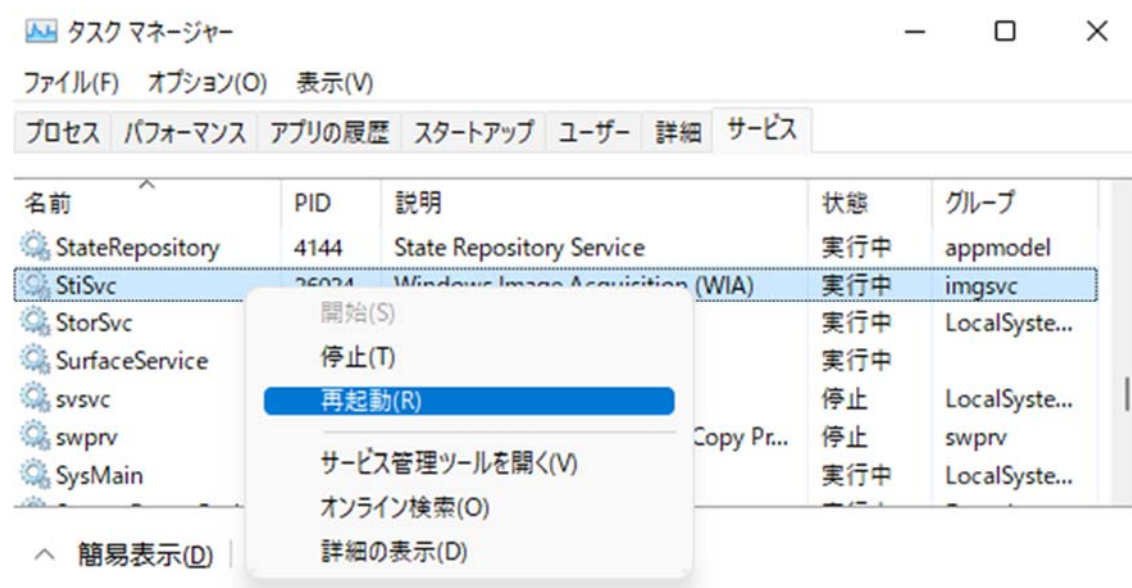 タスク マネージャー
ファイル(F) オプション(O) 表示(V)
プロセス パフォーマンス アプリの履歴 スタートアップ ユーザー 詳細 サービス
名前 PID 説明 状態 グループ
StateRepository 4144 State Repository Service 実行中 appmodel
StiSvc Windows Image Acquisition (WIA) 実行中 imgsvc
StorSvc 実行中 LocalSyste...
SurfaceService 実行中
svsvc 停止 LocalSyste...
swprv Copy Pr... 停止 swprv
SysMain 実行中 LocalSyste...
開始(S)
停止(T)
再起動(R)
サービス管理ツールを開く(V)
オンライン検索(O)
詳細の表示(D)
簡易表示(D)